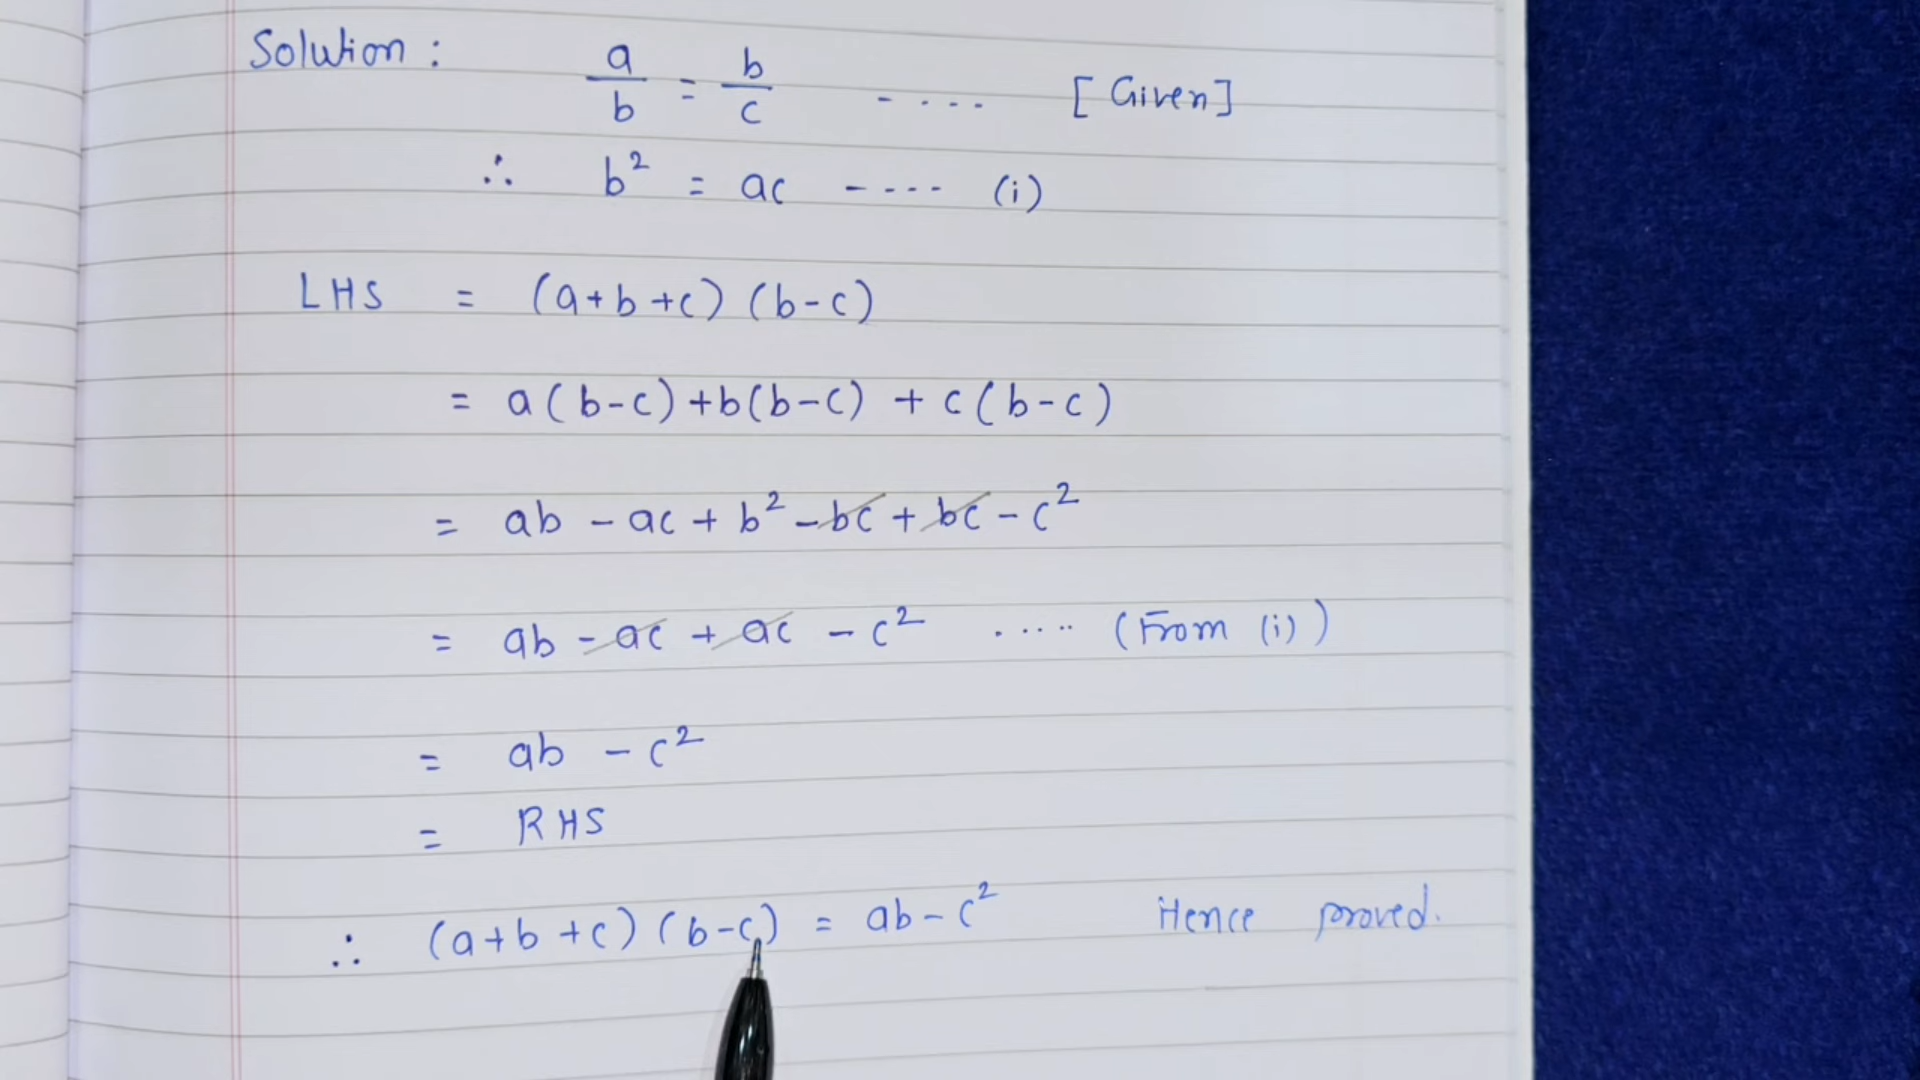 Solution : a/b = b/c - .... [Given]
∴ b² = ac ----- (i)
LHS = (a+b+c) (b-c)
= a(b-c)+b(b-c) + c(b-c)
= ab - ac + b² - bc + bc - c²
= ab - ac + ac - c² ..... (From (i))
= ab - c²
= RHS
∴ (a+b+c) (b-c) = ab-c² Hence proved.